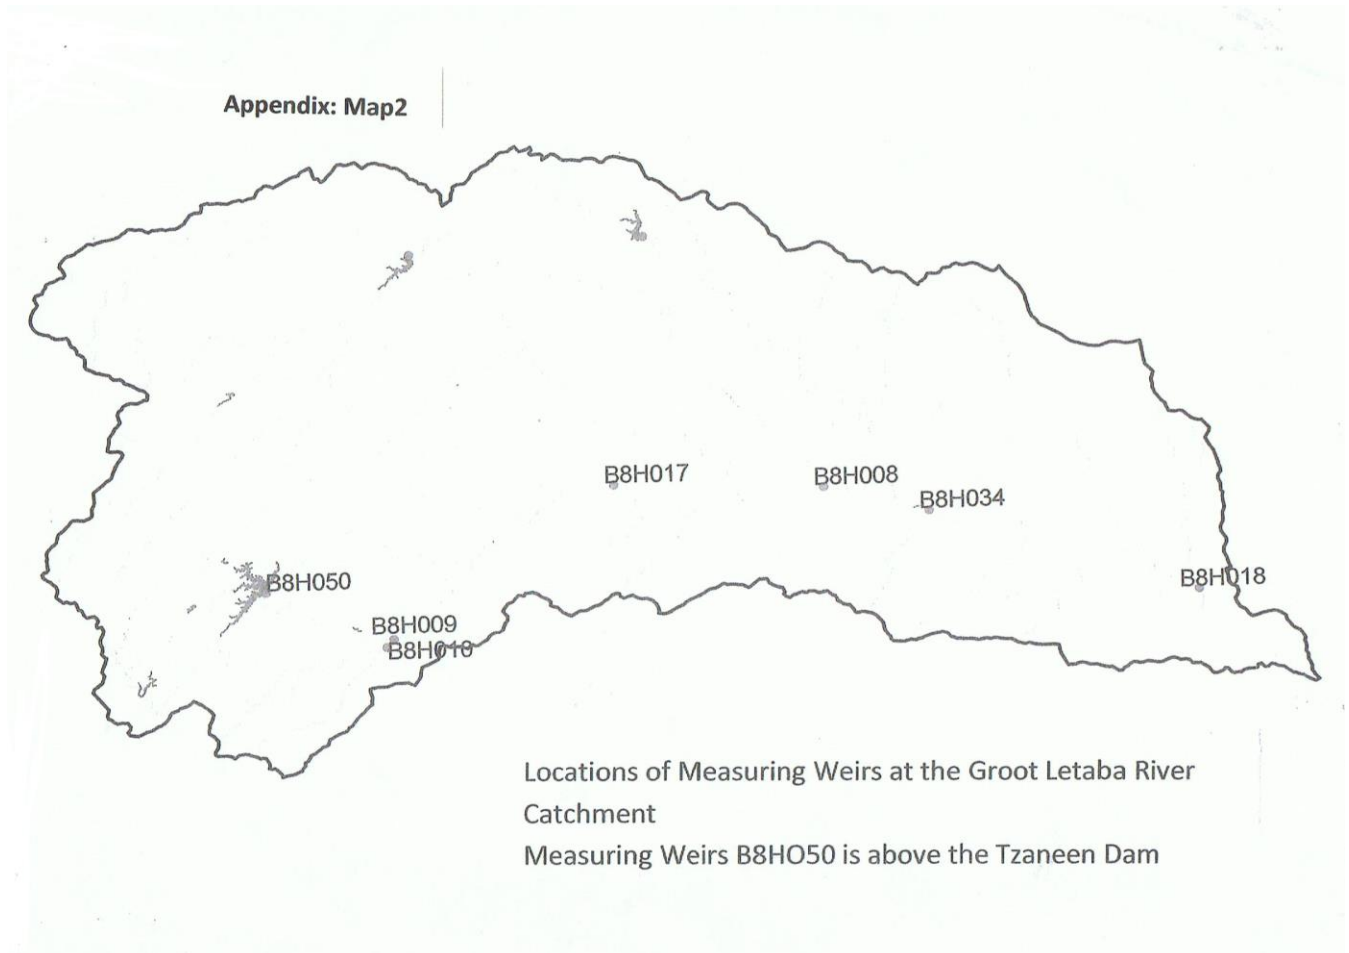 Appendix: Map2
B8H017
B8H008
B8H034
B8H050
B8H018
B8H009
B8H010
Locations of Measuring Weirs at the Groot Letaba River
Catchment
Measuring Weirs B8HO50 is above the Tzaneen Dam